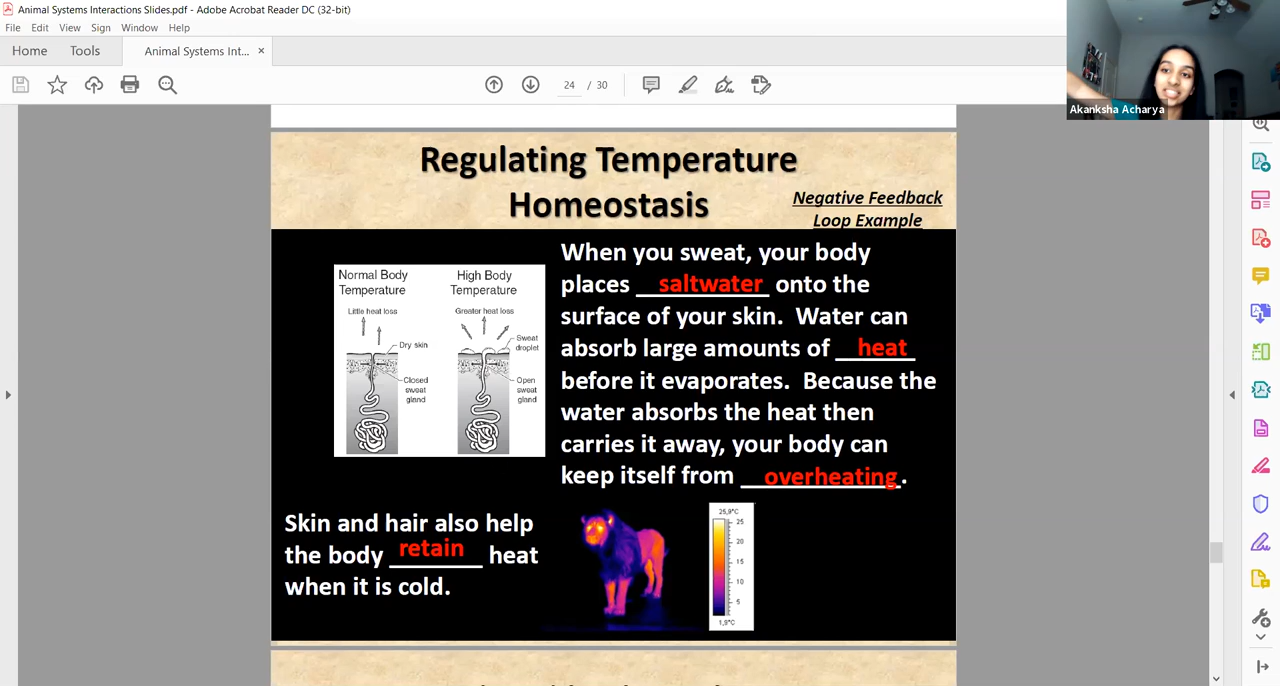 Animal Systems Interactions Slides.pdf - Adobe Acrobat Reader DC (32-bit)
File Edit View Sign Window Help
Home Tools Animal Systems Int... ×
24 / 30
Akanksha Acharya
Regulating Temperature
Homeostasis
Negative Feedback
Loop Example
Normal Body
Temperature
Little heat loss
Dry skin
Closed
sweat
gland
High Body
Temperature
Greater heat loss
Sweat
droplet
Open
sweat
gland
When you sweat, your body
places saltwater onto the
surface of your skin. Water can
absorb large amounts of heat
before it evaporates. Because the
water absorbs the heat then
carries it away, your body can
keep itself from overheating.
Skin and hair also help
the body retain heat
when it is cold.
25,9°C
25
20
15
10
5
1,9°C